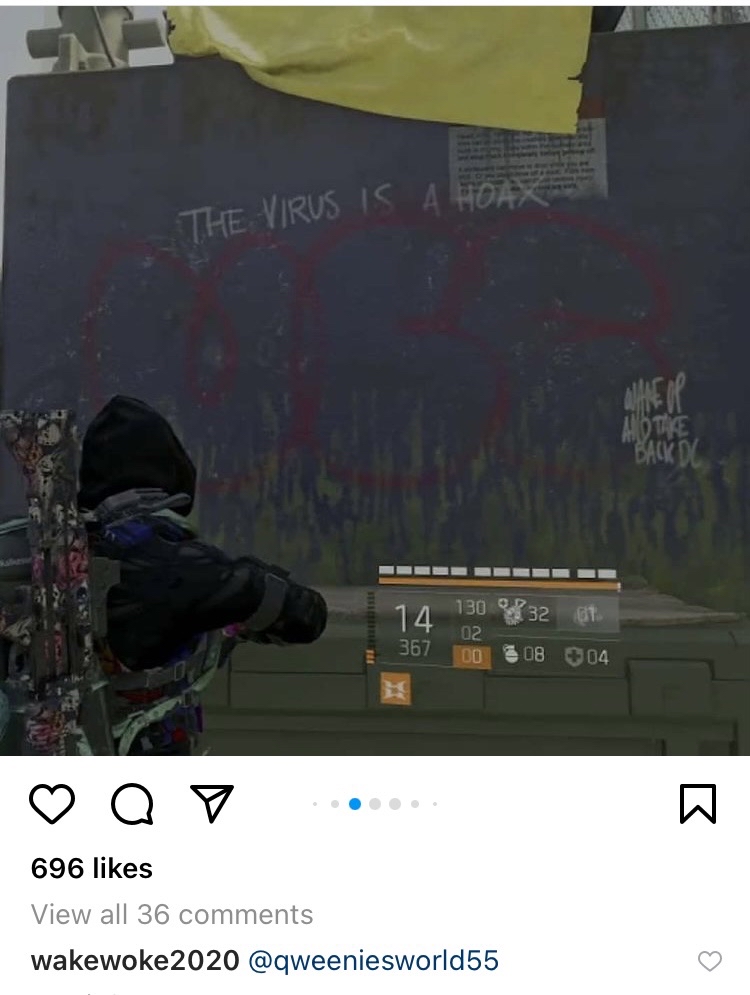 THE VIRUS IS A HOAX
WAKE UP
AND TAKE
BACK DC
14
367
130
02
00
32
01
08
04
696 likes
View all 36 comments
wakewoke2020 @qweeniesworld55